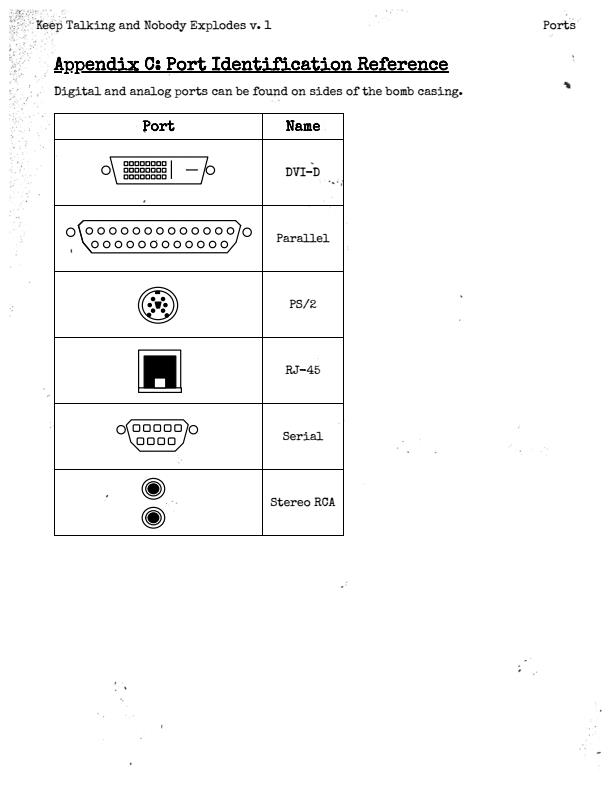 Keep Talking and Nobody Explodes v. 1
Ports
Appendix C: Port Identification Reference
Digital and analog ports can be found on sides of the bomb casing.
Port Name
DVI-D
Parallel
PS/2
RJ-45
Serial
Stereo RCA